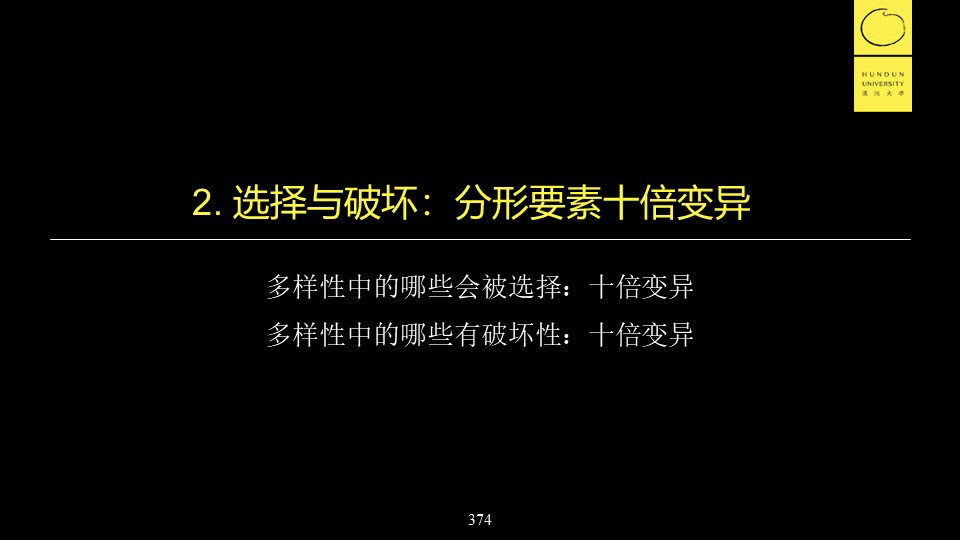 HUNDUN
UNIVERSITY
混沌大学
2. 选择与破坏：分形要素十倍变异
多样性中的哪些会被选择：十倍变异
多样性中的哪些有破坏性：十倍变异
374